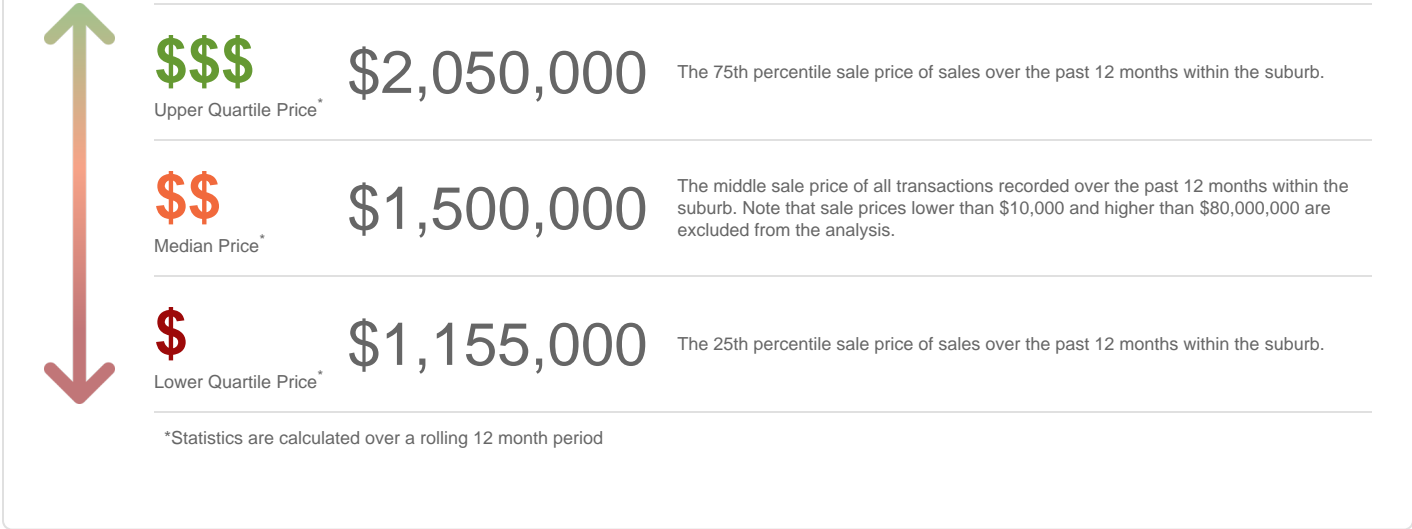 $$$
Upper Quartile Price*
$2,050,000
The 75th percentile sale price of sales over the past 12 months within the suburb.
$$
Median Price*
$1,500,000
The middle sale price of all transactions recorded over the past 12 months within the
suburb. Note that sale prices lower than $10,000 and higher than $80,000,000 are
excluded from the analysis.
$
Lower Quartile Price*
$1,155,000
The 25th percentile sale price of sales over the past 12 months within the suburb.
*Statistics are calculated over a rolling 12 month period